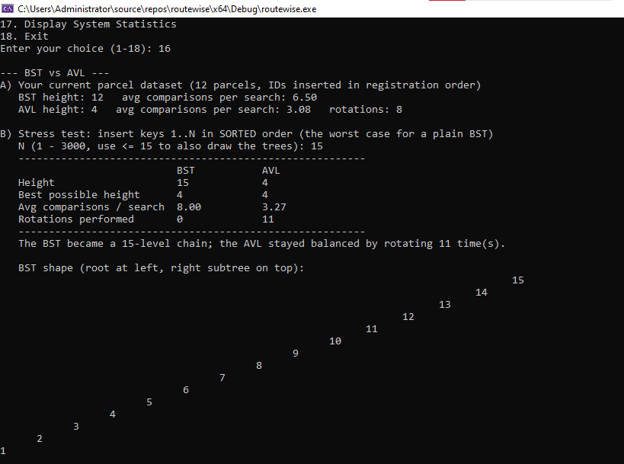 C:\Users\Administrator\source\repos\routewise\x64\Debug\routewise.exe
17. Display System Statistics
18. Exit
Enter your choice (1-18): 16
--- BST vs AVL ---
A) Your current parcel dataset (12 parcels, IDs inserted in registration order)
BST height: 12   avg comparisons per search: 6.50
AVL height: 4   avg comparisons per search: 3.08   rotations: 8
B) Stress test: insert keys 1..N in SORTED order (the worst case for a plain BST)
N (1 - 3000, use <= 15 to also draw the trees): 15
---------------------------------------------------------
BST        AVL
Height                    15         4
Best possible height      4          4
Avg comparisons / search  8.00       3.27
Rotations performed       0          11
---------------------------------------------------------
The BST became a 15-level chain; the AVL stayed balanced by rotating 11 time(s).
BST shape (root at left, right subtree on top):
15
14
13
12
11
10
9
8
7
6
5
4
3
2
1